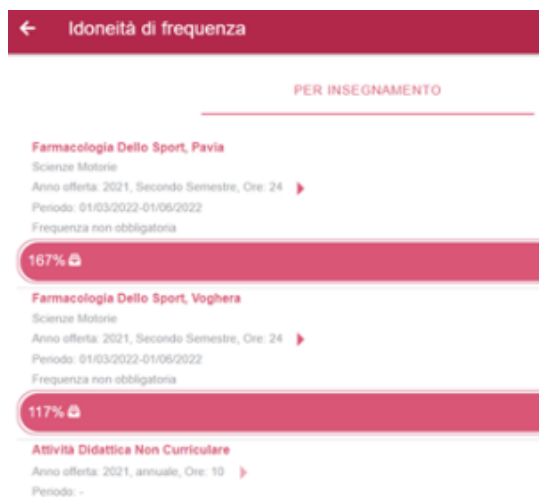 Idoneità di frequenza
PER INSEGNAMENTO
Farmacologia Dello Sport, Pavia
Scienze Motorie
Anno offerta: 2021, Secondo Semestre, Ore: 24
Periodo: 01/03/2022-01/06/2022
Frequenza non obbligatoria
167%
Farmacologia Dello Sport, Voghera
Scienze Motorie
Anno offerta: 2021, Secondo Semestre, Ore: 24
Periodo: 01/03/2022-01/06/2022
Frequenza non obbligatoria
117%
Attività Didattica Non Curriculare
Anno offerta: 2021, annuale, Ore: 10
Periodo: -